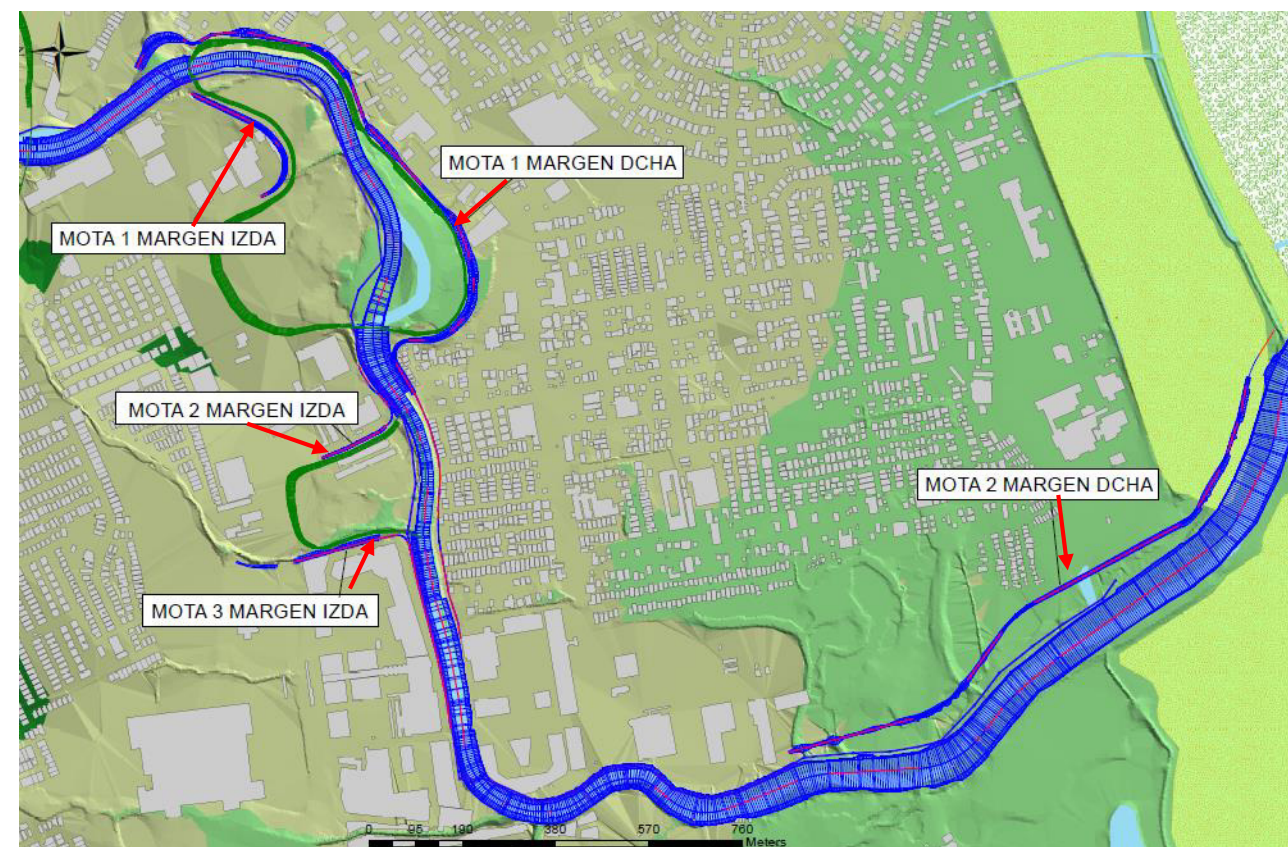 MOTA 1 MARGEN DCHA
MOTA 1 MARGEN IZDA
MOTA 2 MARGEN IZDA
MOTA 2 MARGEN DCHA
MOTA 3 MARGEN IZDA
0 95 190 380 570 760
Meters